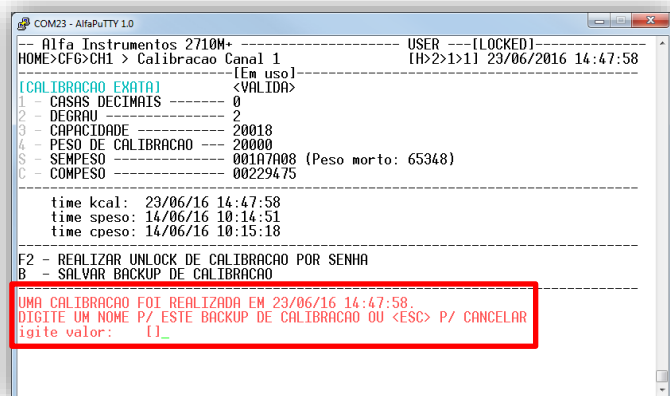 COM23 - AlfaPuTTY 1.0
-- Alfa Instrumentos 2710M+ -------------------- USER ---[LOCKED]-------------
HOME>CFG>CH1 > Calibracao Canal 1 [H>2>1>1] 23/06/2016 14:47:58
---------------------------[Em uso]--------------------------------------------
[CALIBRACAO EXATA] <VALIDA>
1 - CASAS DECIMAIS ------- 0
2 - DEGRAU --------------- 2
3 - CAPACIDADE ----------- 20018
4 - PESO DE CALIBRACAO --- 20000
S - SEMPESO -------------- 001A7A08 (Peso morto: 65348)
C - COMPESO -------------- 00229475
-------------------------------------------------------------------------------
time kcal: 23/06/16 14:47:58
time speso: 14/06/16 10:14:51
time cpeso: 14/06/16 10:15:18
-------------------------------------------------------------------------------
F2 - REALIZAR UNLOCK DE CALIBRACAO POR SENHA
B - SALVAR BACKUP DE CALIBRACAO
-------------------------------------------------------------------------------
UMA CALIBRACAO FOI REALIZADA EM 23/06/16 14:47:58.
DIGITE UM NOME P/ ESTE BACKUP DE CALIBRACAO OU <ESC> P/ CANCELAR
igite valor: []_